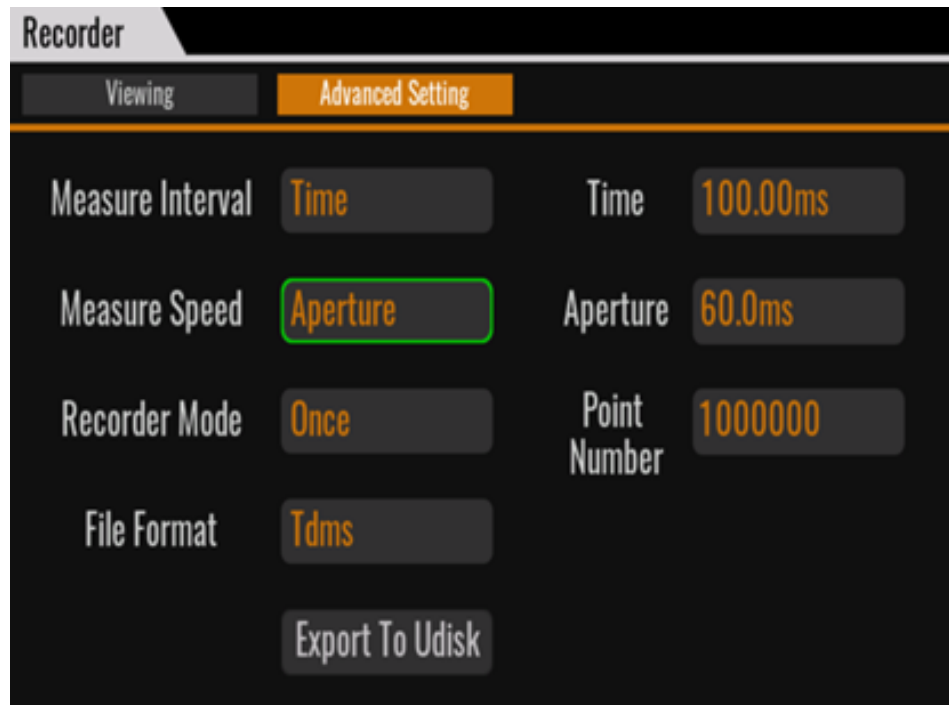 Recorder
Viewing Advanced Setting
Measure Interval Time Time 100.00ms
Measure Speed Aperture Aperture 60.0ms
Recorder Mode Once Point Number 1000000
File Format Tdms
Export To Udisk